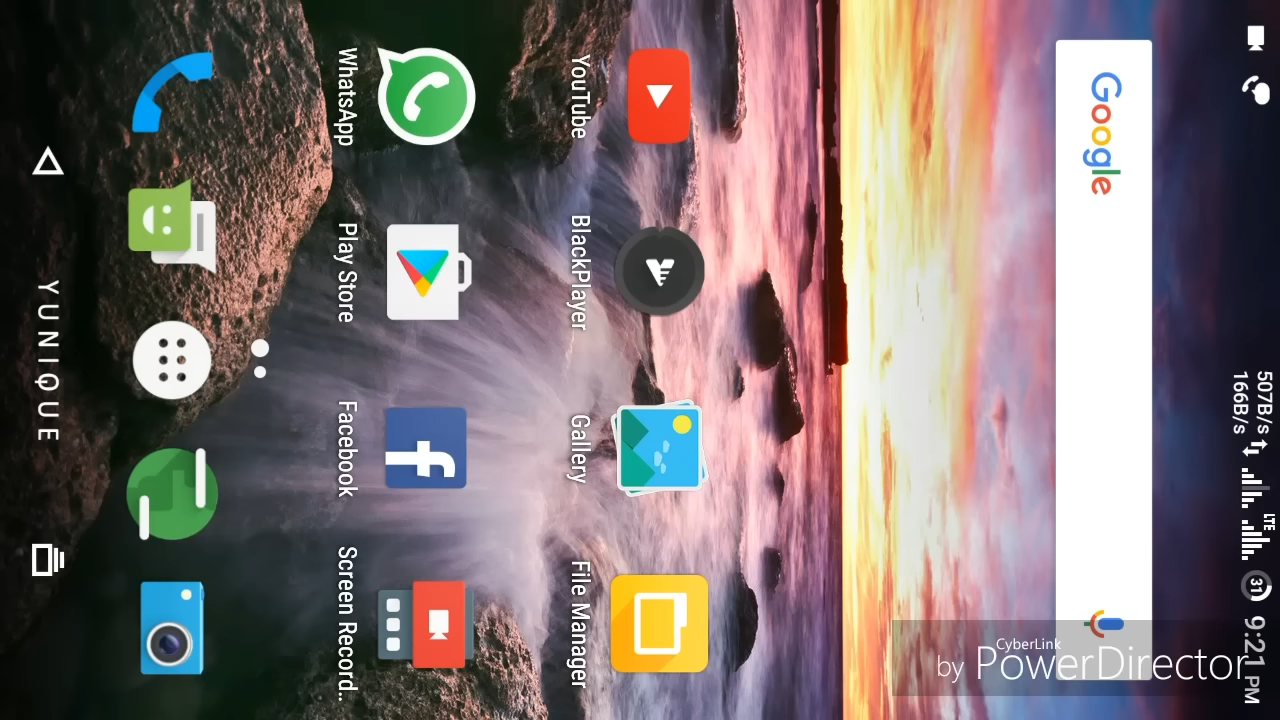 507B/s
166B/s
LTE
31
9:21 PM
Google
YouTube
BlackPlayer
Gallery
File Manager
WhatsApp
Play Store
Facebook
Screen Record..
YUNIQUE
CyberLink
by PowerDirector